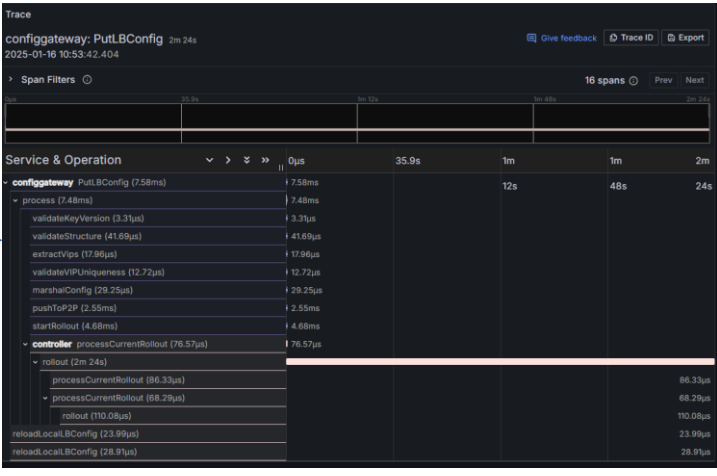 Trace
configgateway: PutLBConfig 2m 24s
Give feedback
Trace ID
Export
2025-01-16 10:53:42.404
Span Filters
16 spans
Prev
Next
0μs 35.9s 1m 12s 1m 48s 2m 24s
Service & Operation
0μs 35.9s 1m 12s 1m 48s 2m 24s
configgateway PutLBConfig (7.58ms) 7.58ms
process (7.48ms) 7.48ms
validateKeyVersion (3.31μs) 3.31μs
validateStructure (41.69μs) 41.69μs
extractVips (17.96μs) 17.96μs
validateVIPUniqueness (12.72μs) 12.72μs
marshalConfig (29.25μs) 29.25μs
pushToP2P (2.55ms) 2.55ms
startRollout (4.68ms) 4.68ms
controller processCurrentRollout (76.57μs) 76.57μs
rollout (2m 24s)
processCurrentRollout (86.33μs) 86.33μs
processCurrentRollout (68.29μs) 68.29μs
rollout (110.08μs) 110.08μs
reloadLocalLBConfig (23.99μs) 23.99μs
reloadLocalLBConfig (28.91μs) 28.91μs